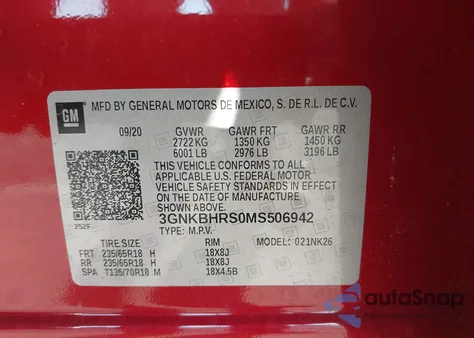 GM
MFD BY GENERAL MOTORS DE MEXICO, S. DE R.L. DE C.V.
09/20 GVWR GAWR FRT GAWR RR
2722 KG 1350 KG 1450 KG
6001 LB 2976 LB 3196 LB
THIS VEHICLE CONFORMS TO ALL
APPLICABLE U.S. FEDERAL MOTOR
VEHICLE SAFETY STANDARDS IN EFFECT ON
THE DATE OF MANUFACTURE SHOWN ABOVE.
252F 3GNKBHRS0MS506942
TYPE: M.P.V. MODEL: 021NK26
TIRE SIZE RIM
FRT 235/65R18 H 18X8J
RR 235/65R18 H 18X8J
SPA T135/70R18 M 18X4.5B
autoSnap